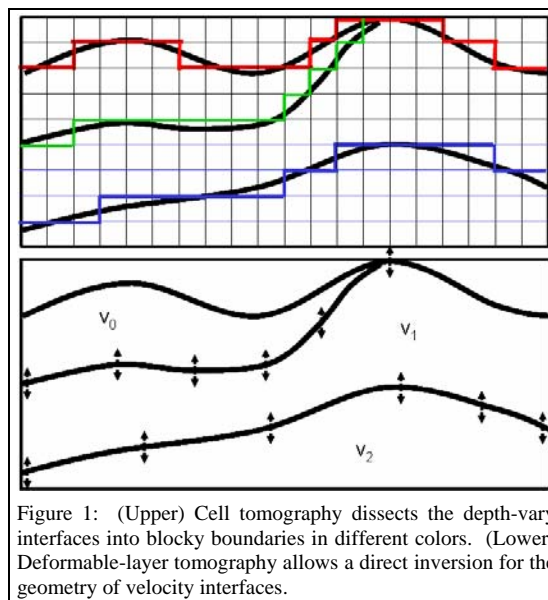 v0
v1
v2
Figure 1: (Upper) Cell tomography dissects the depth-vary
interfaces into blocky boundaries in different colors. (Lower
Deformable-layer tomography allows a direct inversion for the
geometry of velocity interfaces.